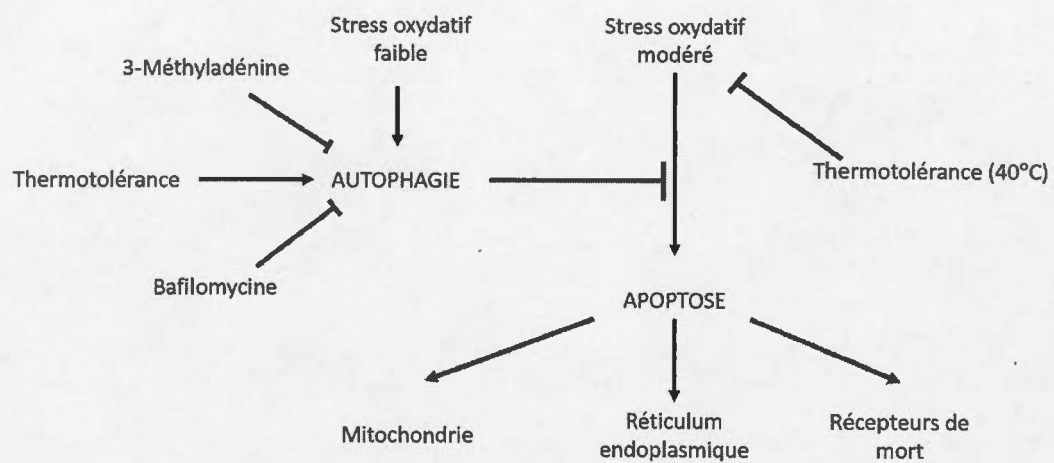 Stress oxydatif
faible
Stress oxydatif
modéré
3-Méthyladénine
Thermotolérance
AUTOPHAGIE
Thermotolérance (40°C)
Bafilomycine
APOPTOSE
Mitochondrie
Réticulum
endoplasmique
Récepteurs de
mort